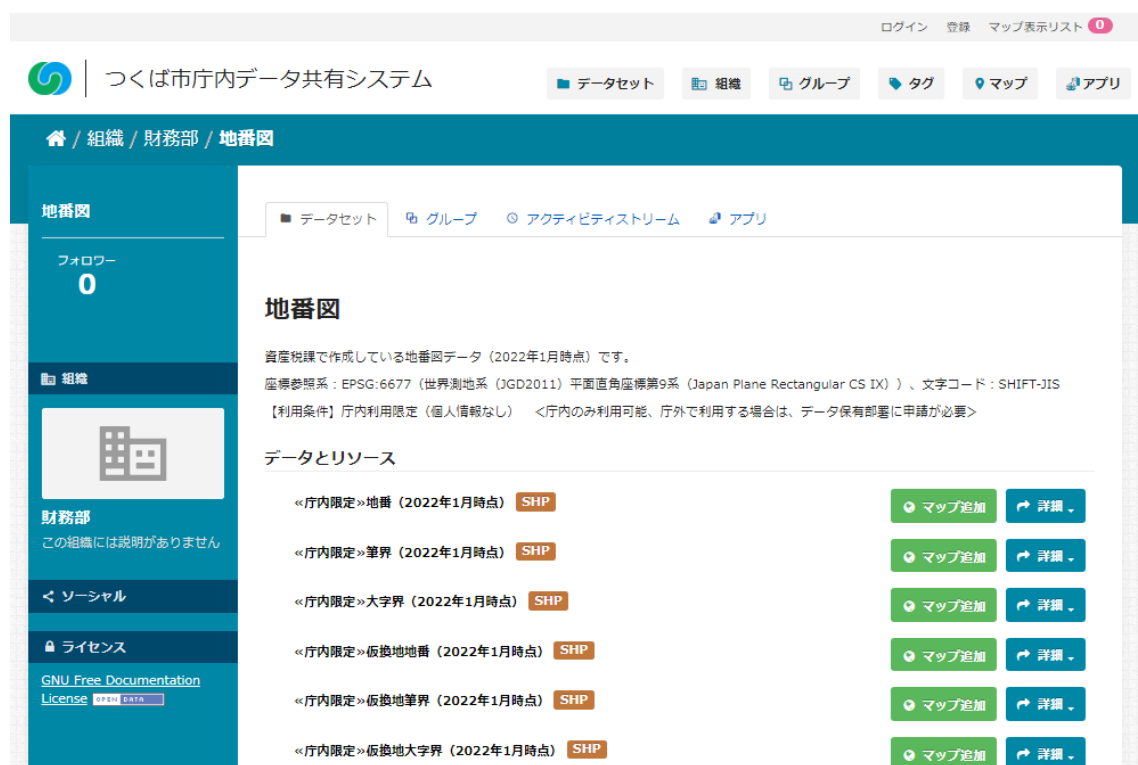 ログイン 登録 マップ表示リスト 0
つくば市庁内データ共有システム
データセット 組織 グループ タグ マップ アプリ
/ 組織 / 財務部 / 地番図
地番図
フォロワー
0
組織
財務部
この組織には説明がありません
ソーシャル
ライセンス
GNU Free Documentation
License OPEN DATA
データセット グループ アクティビティストリーム アプリ
地番図
資産税課で作成している地番図データ（2022年1月時点）です。
座標参照系：EPSG:6677（世界測地系（JGD2011）平面直角座標第9系（Japan Plane Rectangular CS IX））、文字コード：SHIFT-JIS
【利用条件】庁内利用限定（個人情報なし） ＜庁内のみ利用可能、庁外で利用する場合は、データ保有部署に申請が必要＞
データとリソース
«庁内限定»地番（2022年1月時点） SHP マップ追加 詳細
«庁内限定»筆界（2022年1月時点） SHP マップ追加 詳細
«庁内限定»大字界（2022年1月時点） SHP マップ追加 詳細
«庁内限定»仮換地地番（2022年1月時点） SHP マップ追加 詳細
«庁内限定»仮換地筆界（2022年1月時点） SHP マップ追加 詳細
«庁内限定»仮換地大字界（2022年1月時点） SHP マップ追加 詳細